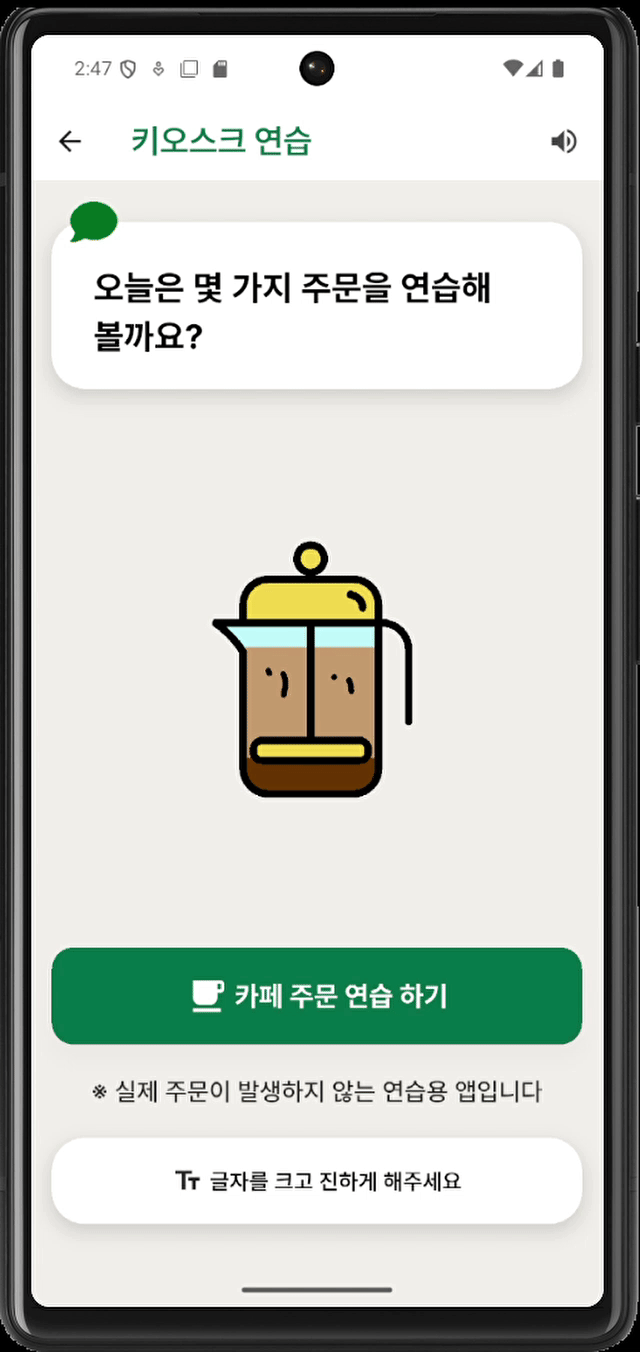 2:47
키오스크 연습
오늘은 몇 가지 주문을 연습해
볼까요?
카페 주문 연습 하기
※ 실제 주문이 발생하지 않는 연습용 앱입니다
Tт 글자를 크고 진하게 해주세요